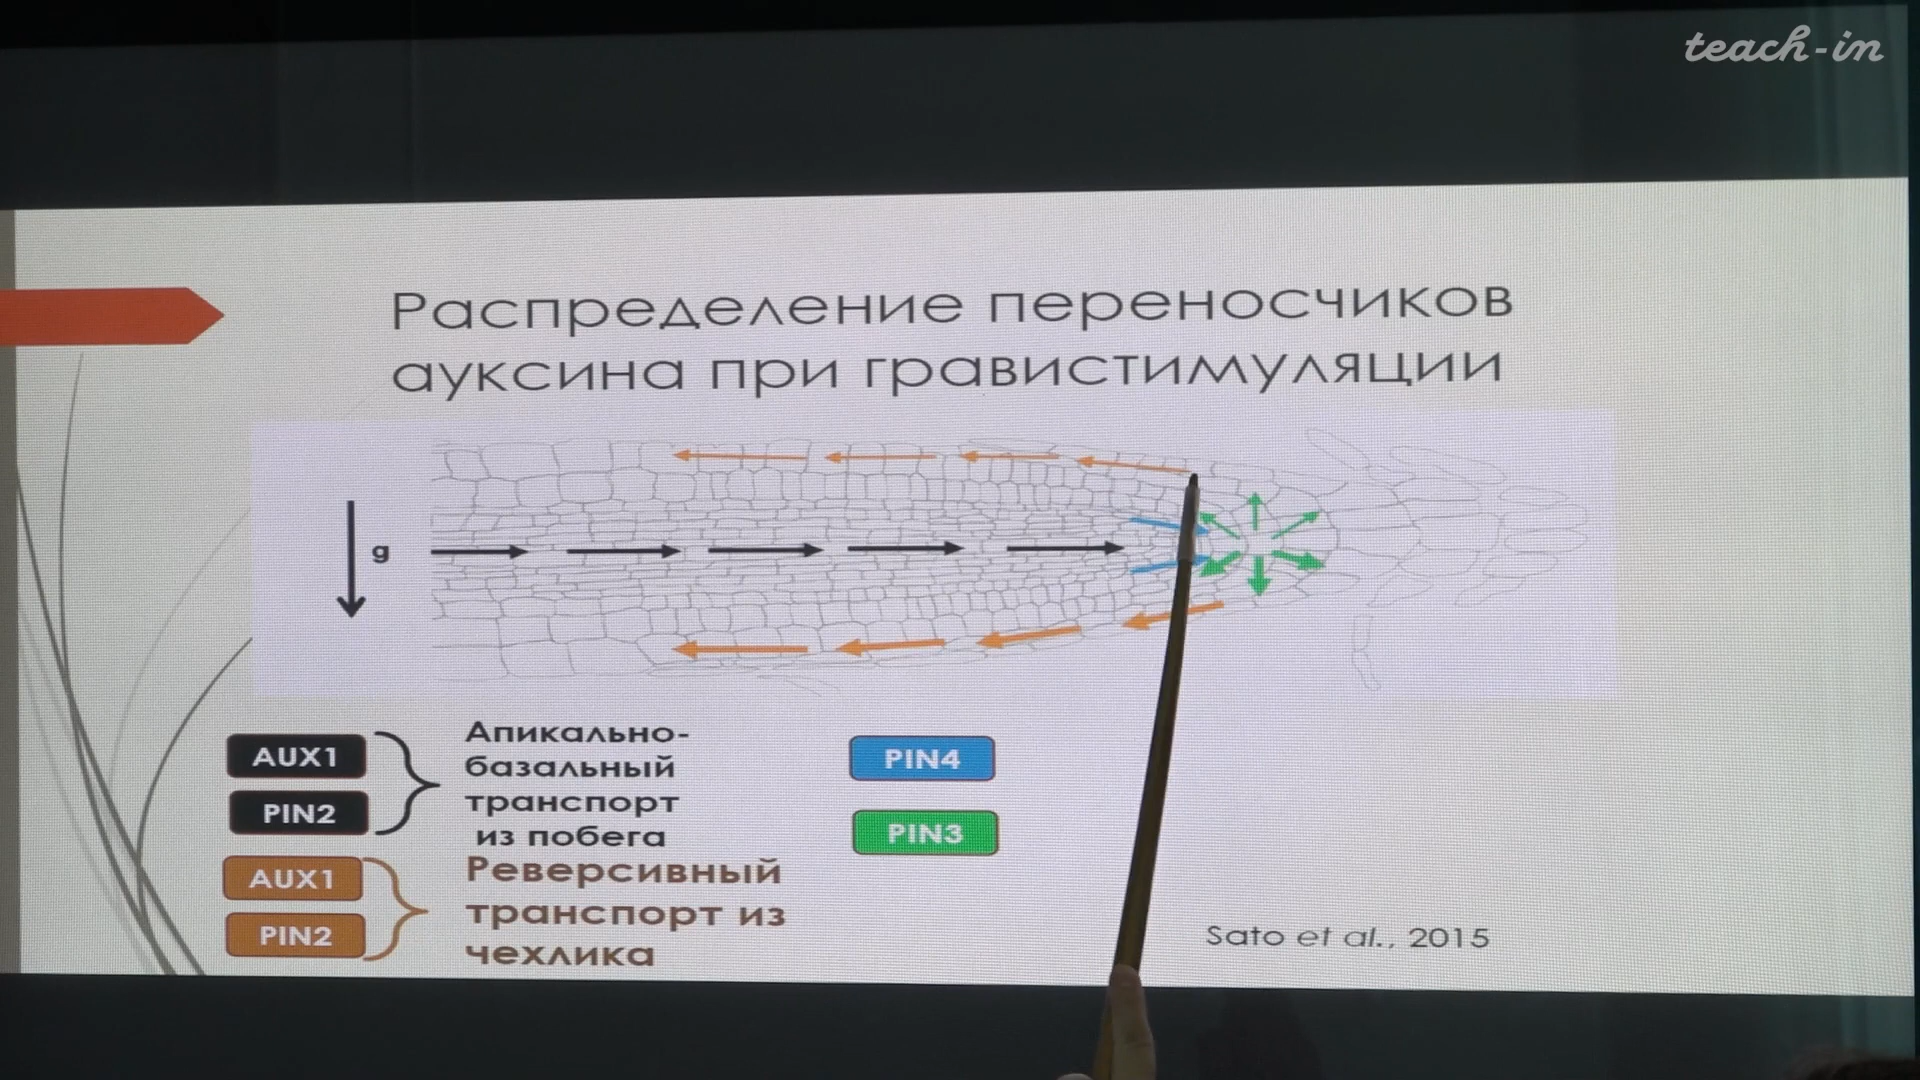 teach-in
Распределение переносчиков
ауксина при грависtимуляции
g
AUX1
PIN2
Апикально-
базальный
транспорт
из побега
PIN4
PIN3
AUX1
PIN2
Реверсивный
транспорт из
чехлика
Sato et al., 2015